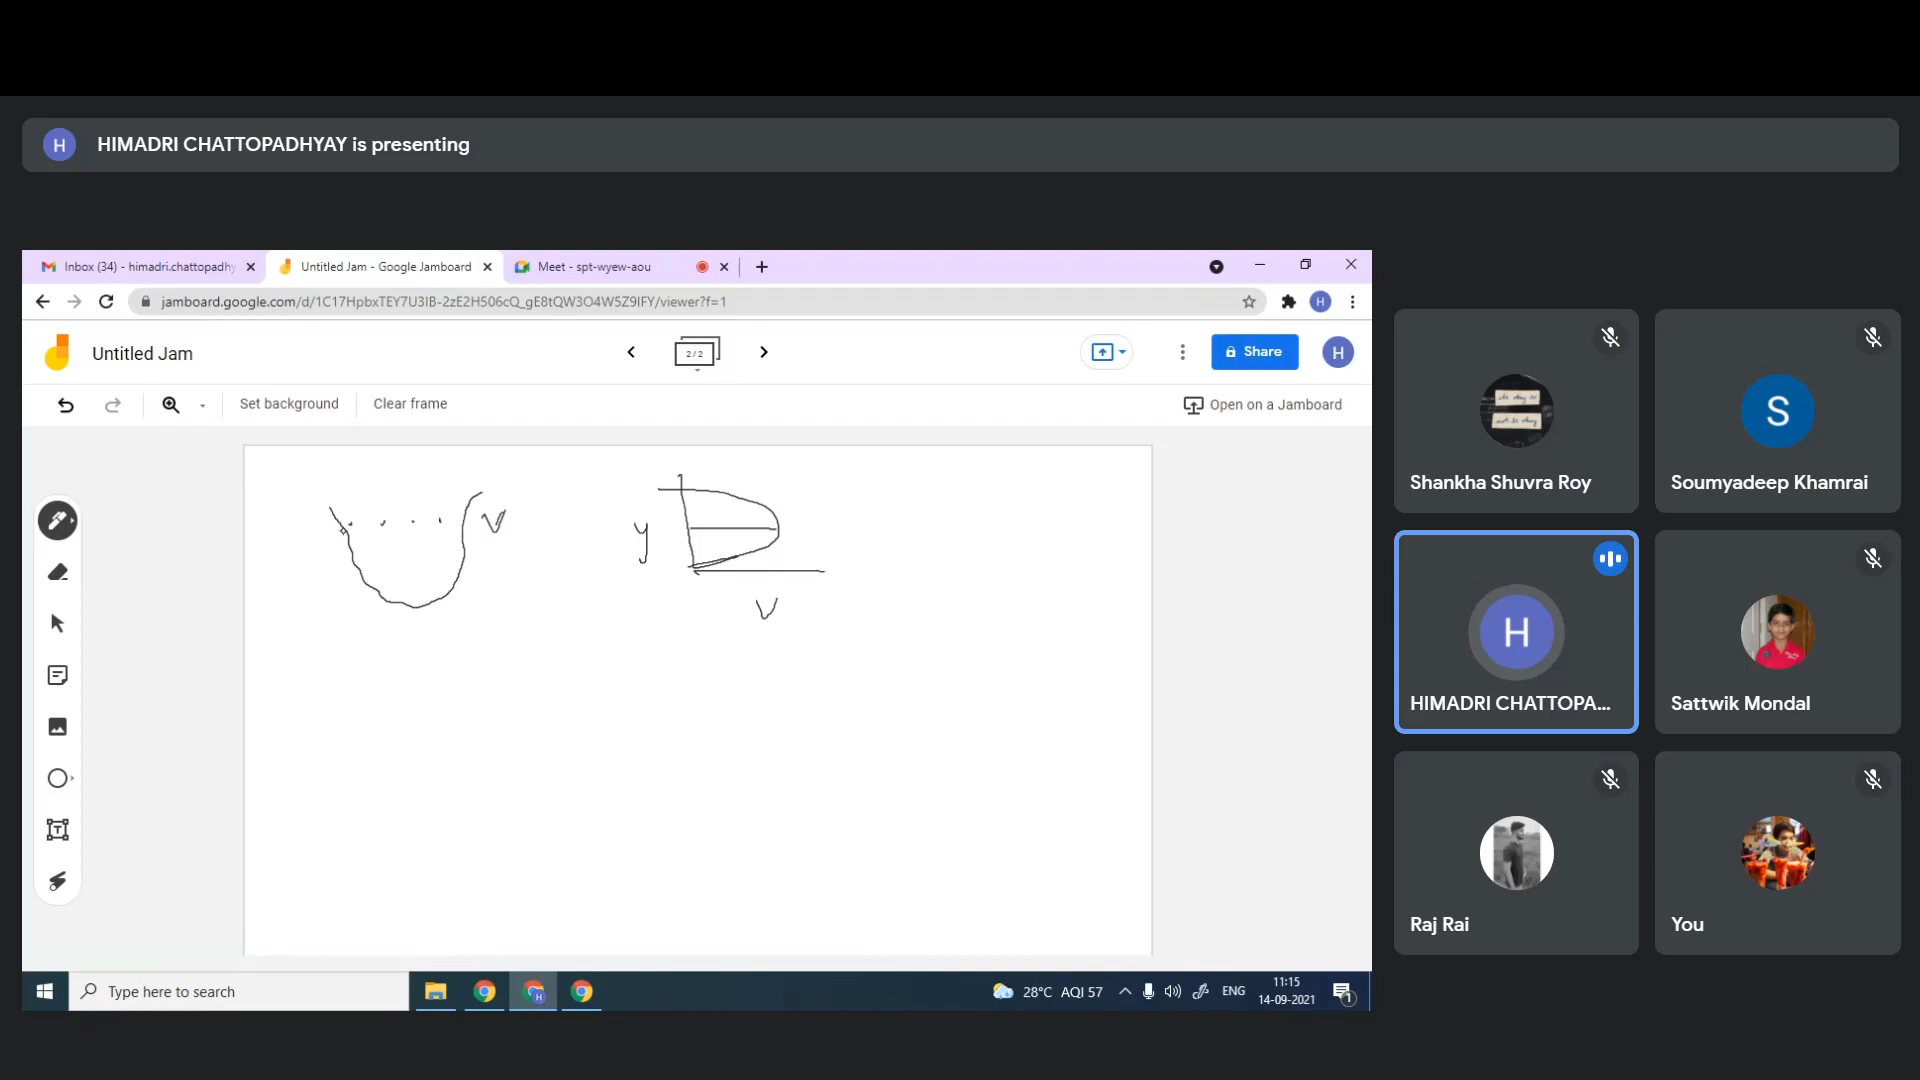 H HIMADRI CHATTOPADHYAY is presenting
Inbox (34) - himadri.chattopadhy
Untitled Jam - Google Jamboard
Meet - spt-wyew-aou
jamboard.google.com/d/1C17HpbxTEY7U3IB-2zE2H506cQ_gE8tQW3O4W5Z9IFY/viewer?f=1
H
Untitled Jam
2 / 2
Share
H
Set background
Clear frame
Open on a Jamboard
V
y
V
Type here to search
28°C AQI 57
ENG
11:15
14-09-2021
1
Shankha Shuvra Roy
S
Soumyadeep Khamrai
H
HIMADRI CHATTOPA...
Sattwik Mondal
Raj Rai
You